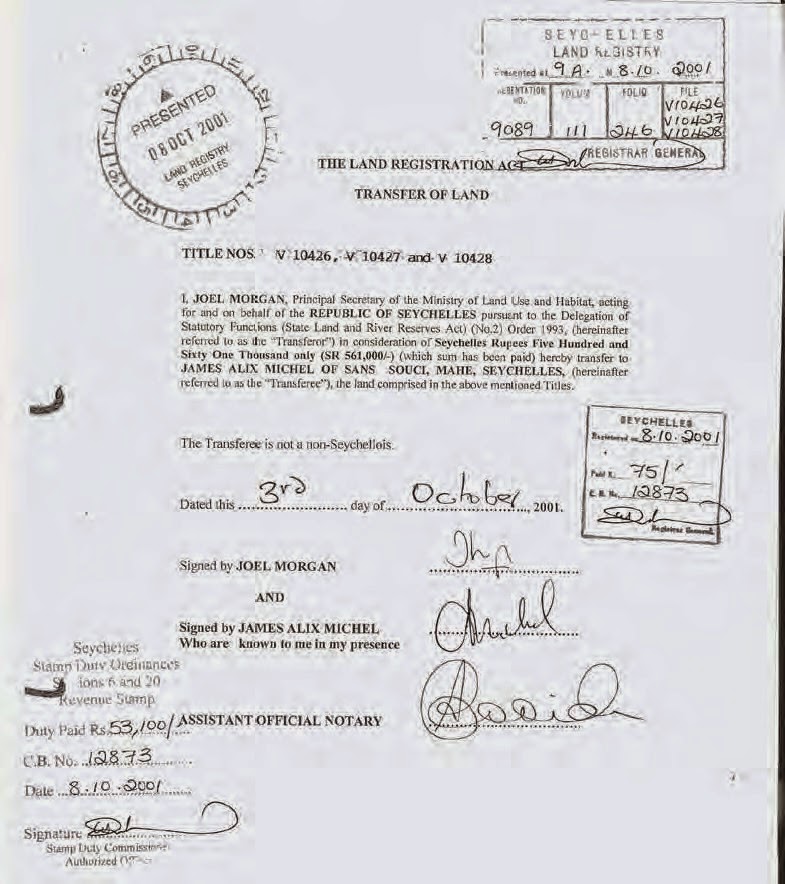 SEYC-ELLES
LAND REGISTRY
Presented at 9 A. M 8.10. 2001
PRESENTATION NO. VOLUME FOLIO FILE
9089 111 246 V10426
V10427
V10428
REGISTRAR GENERAL
PRESENTED
08 OCT 2001
LAND REGISTRY
SEYCHELLES
THE LAND REGISTRATION ACT
TRANSFER OF LAND
TITLE NOS. V 10426, V 10427 and V 10428
I, JOEL MORGAN, Principal Secretary of the Ministry of Land Use and Habitat, acting
for and on behalf of the REPUBLIC OF SEYCHELLES pursuant to the Delegation of
Statutory Functions (State Land and River Reserves Act) (No.2) Order 1993, (hereinafter
referred to as the "Transferor") in consideration of Seychelles Rupees Five Hundred and
Sixty One Thousand only (SR 561,000/-) (which sum has been paid) hereby transfer to
JAMES ALIX MICHEL OF SANS SOUCI, MAHE, SEYCHELLES, (hereinafter
referred to as the "Transferee"), the land comprised in the above mentioned Titles.
The Transferee is not a non-Seychellois.
SEYCHELLES
Registered on 8.10.2001
Paid R. 75/
C.B. No. 12873
Registrar General
Dated this 3rd day of October, 2001.
Signed by JOEL MORGAN
AND
Signed by JAMES ALIX MICHEL
Who are known to me in my presence
ASSISTANT OFFICIAL NOTARY
Seychelles
Stamp Duty Ordinances
ions 6 and 20
Revenue Stamp
Duty Paid Rs. 53,100/
C.B. No. 12873
Date 8.10.2001
Signature
Stamp Duty Commissioner
Authorized